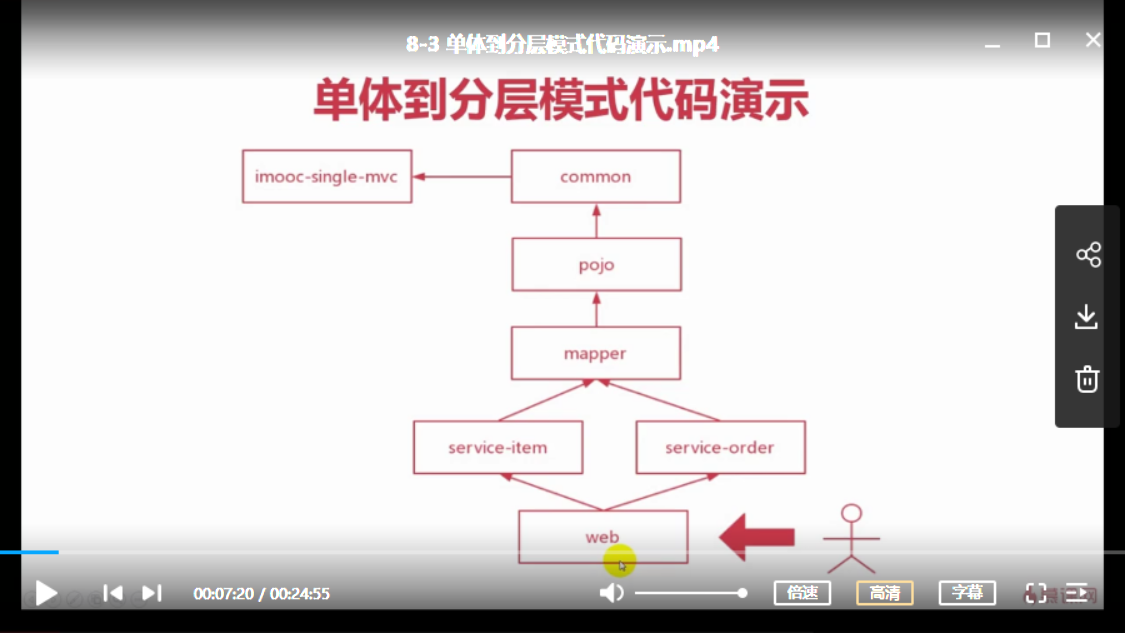 8-3 单体到分层模式代码演示.mp4
单体到分层模式代码演示
imooc-single-mvc
common
pojo
mapper
service-item
service-order
web
00:07:20 / 00:24:55
倍速
高清
字幕